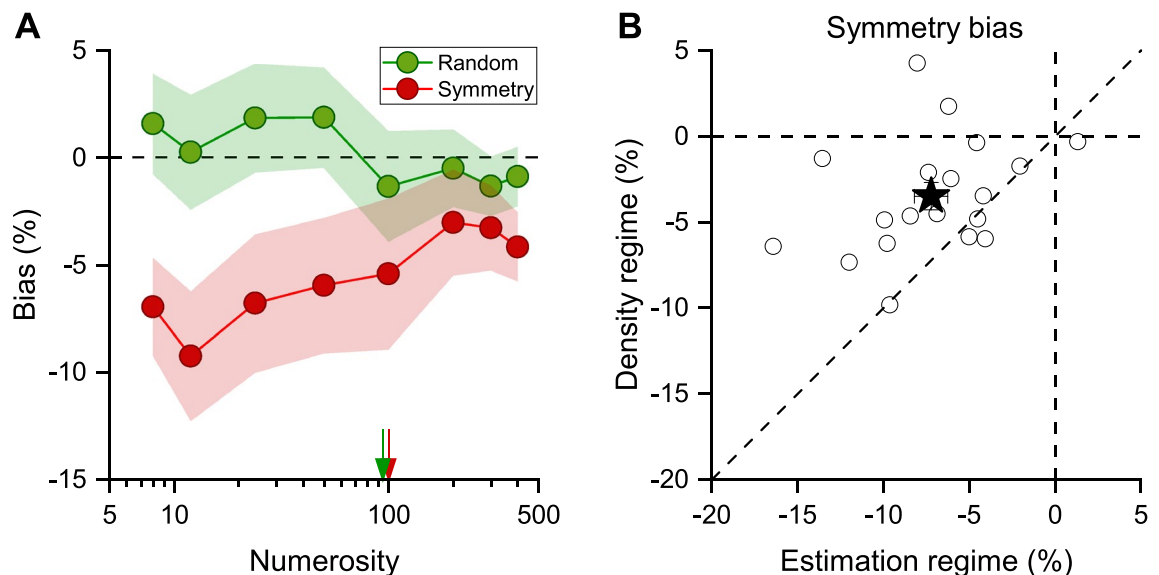 A
5
0
-5
-10
-15
Bias (%)
Random
Symmetry
5
10
100
500
Numerosity
B
Symmetry bias
5
0
-5
-10
-15
-20
Density regime (%)
-20
-15
-10
-5
0
5
Estimation regime (%)